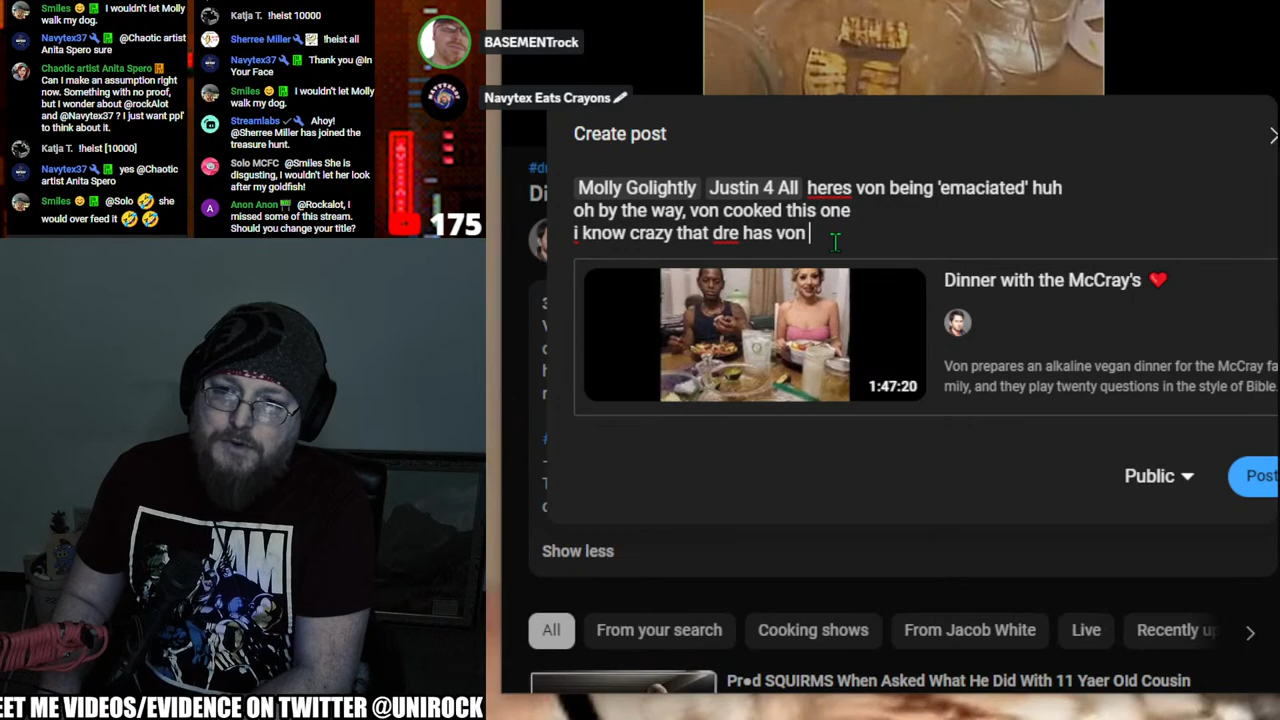 Smiles I wouldn't let Molly
walk my dog.
Navytex37 @Chaotic artist
Anita Spero sure
Chaotic artist Anita Spero
Can I make an assumption right
now. Something with no proof,
but I wonder about @rockAlot
and @Navytex37 ? I just want ppl'
to think about it.
Katja T. !heist [10000]
Navytex37 yes @Chaotic
artist Anita Spero
Smiles @Solo she
would over feed it
Katja T. !heist 10000
Sherree Miller !heist all
Navytex37 Thank you @In
Your Face
Smiles I wouldn't let Molly
walk my dog.
Streamlabs Ahoy!
@Sherree Miller has joined the
treasure hunt.
Solo MCFC @Smiles She is
disgusting, I wouldn't let her look
after my goldfish!
Anon Anon @Rockalot, I
missed some of this stream.
Should you change your title?
BASEMENTrock
Navytex Eats Crayons
175
JAM
EET ME VIDEOS/EVIDENCE ON TWITTER @UNIROCK
Create post
Molly Golightly Justin 4 All heres von being 'emaciated' huh
oh by the way, von cooked this one
i know crazy that dre has von
Dinner with the McCray's ❤️
1:47:20
Von prepares an alkaline vegan dinner for the McCray fa
mily, and they play twenty questions in the style of Bible
Public
Post
Show less
All From your search Cooking shows From Jacob White Live Recently up
Pr●d SQUIRMS When Asked What He Did With 11 Yaer Old Cousin